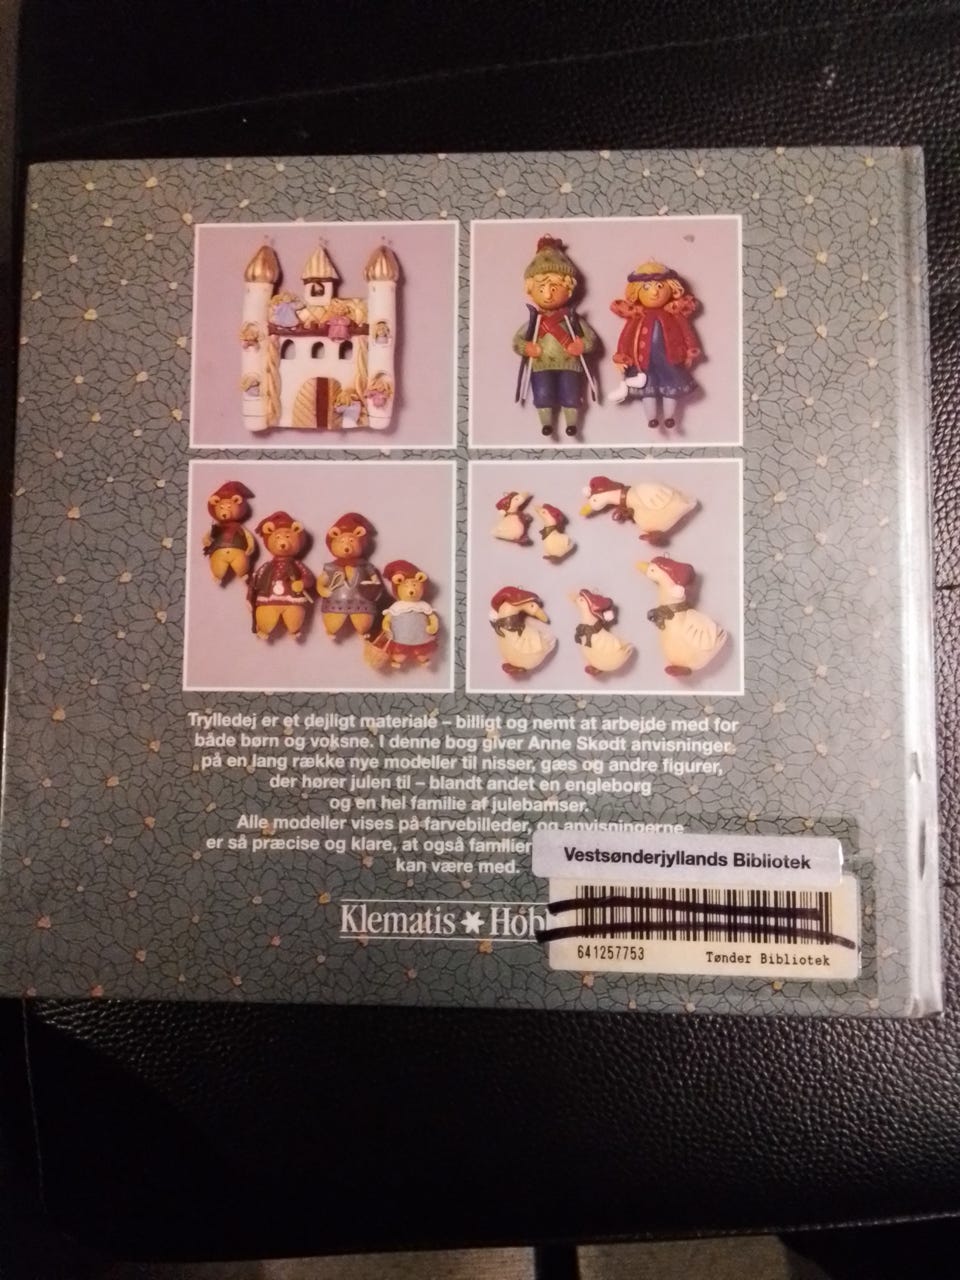 Trylledej er et dejligt materiale – billigt og nemt at arbejde med for
både børn og voksne. I denne bog giver Anne Skødt anvisninger
på en lang række nye modeller til nisser, gæs og andre figurer,
der hører julen til – blandt andet en engleborg
og en hel familie af julebamser.
Alle modeller vises på farvebilleder, og anvisningerne
er så præcise og klare, at også familien
kan være med.
Vestsønderjyllands Bibliotek
Klematis
641257753 Tønder Bibliotek